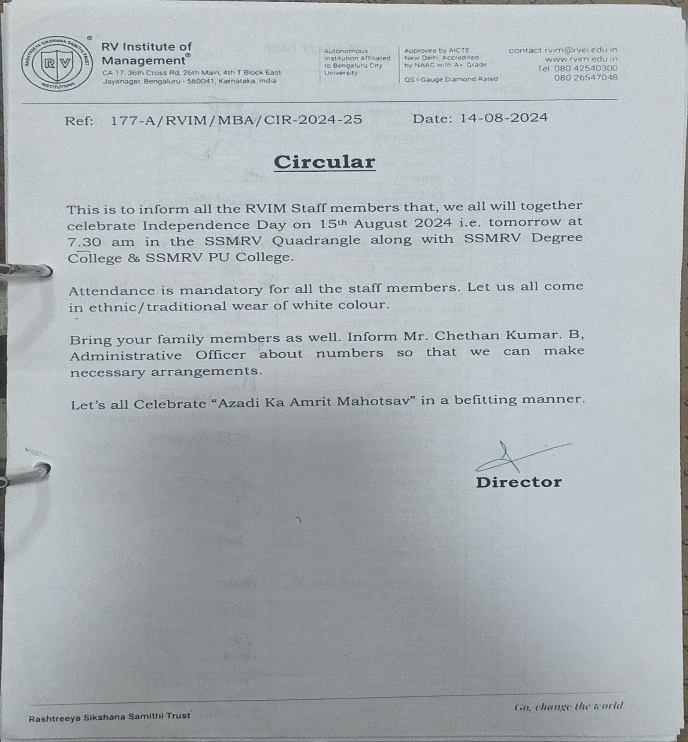 RV Institute of
Management®
CA 17, 36th Cross Rd, 26th Main, 4th T Block East
Jayanagar, Bengaluru - 560041, Karnataka, India
Autonomous
Institution Affiliated
to Bengaluru City
University
Approved by AICTE
New Delhi, Accredited
by NAAC with A+ Grade
QS I-Gauge Diamond Rated
contact.rvim@rvei.edu.in
www.rvim.edu.in
Tel: 080 42540300
080 26547048
RV
INSTITUTIONS
Ref: 177-A/RVIM/MBA/CIR-2024-25 Date: 14-08-2024
Circular
This is to inform all the RVIM Staff members that, we all will together
celebrate Independence Day on 15th August 2024 i.e. tomorrow at
7.30 am in the SSMRV Quadrangle along with SSMRV Degree
College & SSMRV PU College.
Attendance is mandatory for all the staff members. Let us all come
in ethnic/traditional wear of white colour.
Bring your family members as well. Inform Mr. Chethan Kumar. B,
Administrative Officer about numbers so that we can make
necessary arrangements.
Let's all Celebrate “Azadi Ka Amrit Mahotsav” in a befitting manner.
Director
Rashtreeya Sikshana Samithi Trust
Go, change the world